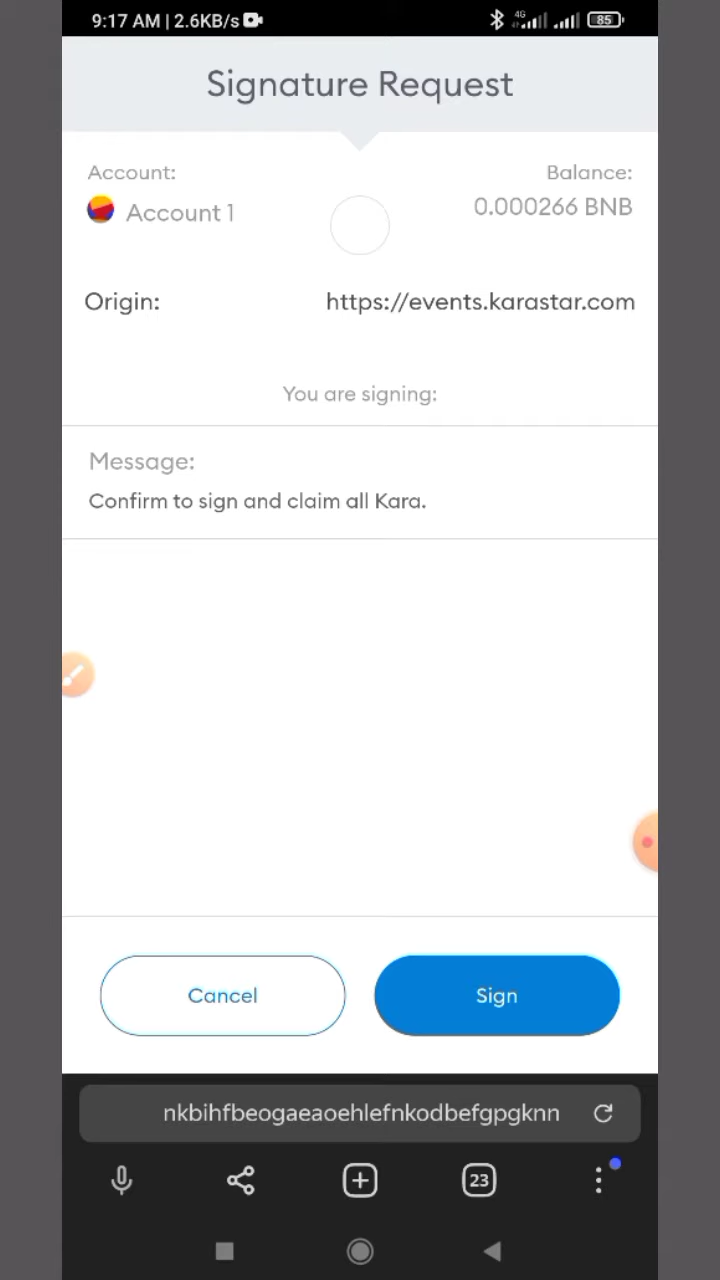 9:17 AM | 2.6KB/s
4G
85
Signature Request
Account:
Balance:
Account 1
0.000266 BNB
Origin:
https://events.karastar.com
You are signing:
Message:
Confirm to sign and claim all Kara.
Cancel
Sign
nkbihfbeogaeaoehlefnkodbefgpgknn
23